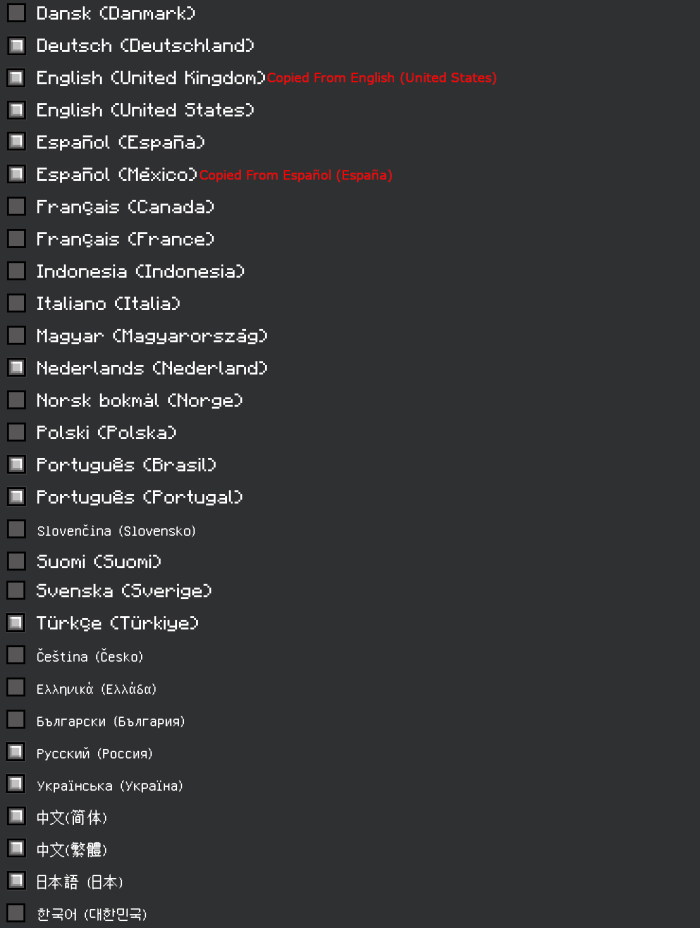 Dansk (Danmark)
Deutsch (Deutschland)
English (United Kingdom)Copied From English (United States)
English (United States)
Español (España)
Español (México)Copied From Español (España)
Français (Canada)
Français (France)
Indonesia (Indonesia)
Italiano (Italia)
Magyar (Magyarország)
Nederlands (Nederland)
Norsk bokmål (Norge)
Polski (Polska)
Português (Brasil)
Português (Portugal)
Slovenčina (Slovensko)
Suomi (Suomi)
Svenska (Sverige)
Türkçe (Türkiye)
Čeština (Česko)
Ελληνικά (Ελλάδα)
Български (България)
Русский (Россия)
Українська (Україна)
中文(简体)
中文(繁體)
日本語 (日本)
한국어 (대한민국)